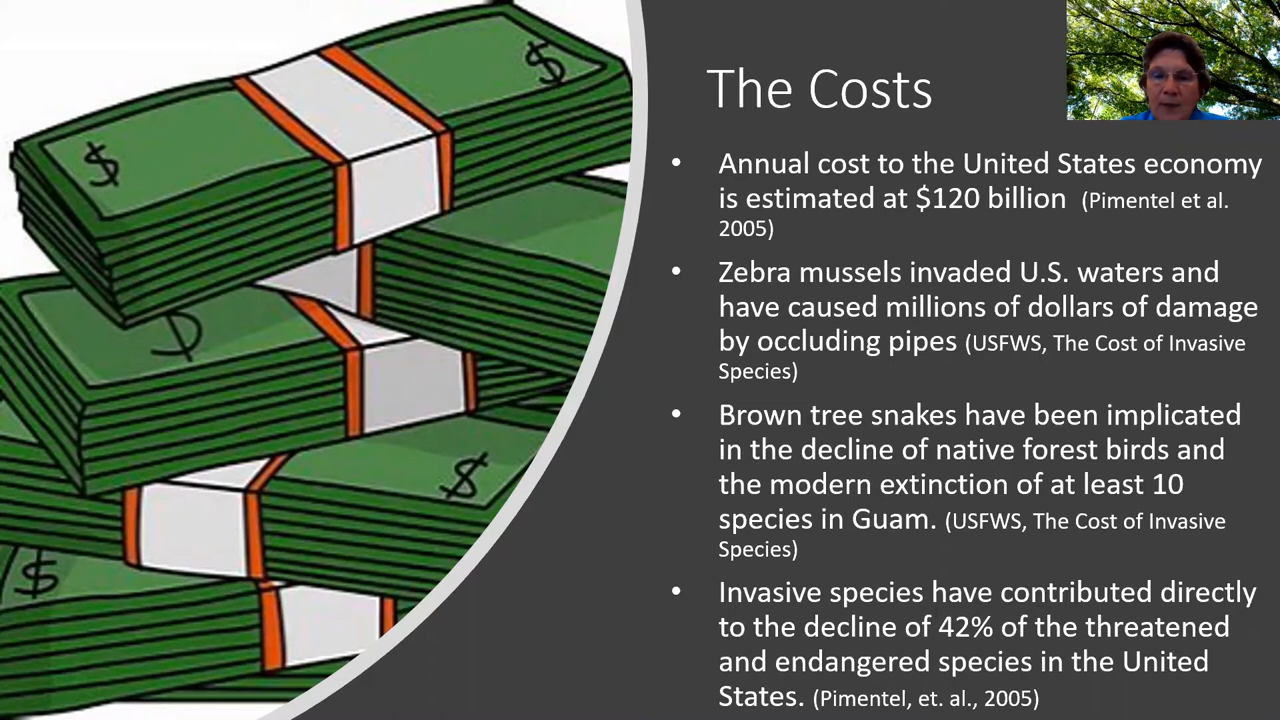 The Costs
• Annual cost to the United States economy
is estimated at $120 billion (Pimentel et al.
2005)
• Zebra mussels invaded U.S. waters and
have caused millions of dollars of damage
by occluding pipes (USFWS, The Cost of Invasive
Species)
• Brown tree snakes have been implicated
in the decline of native forest birds and
the modern extinction of at least 10
species in Guam. (USFWS, The Cost of Invasive
Species)
• Invasive species have contributed directly
to the decline of 42% of the threatened
and endangered species in the United
States. (Pimentel, et. al., 2005)
$
$
$
$